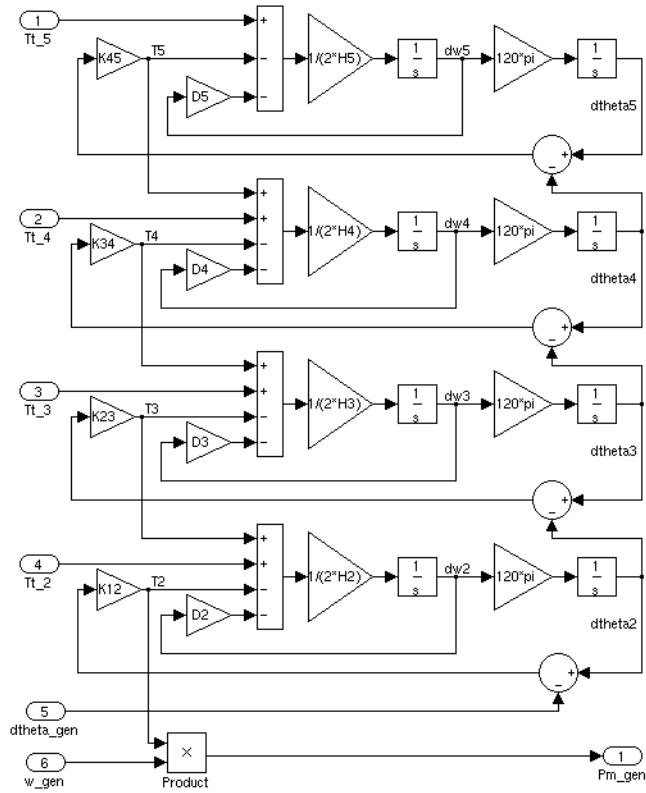 1
Tt_5
K45
T5
+
−
−
D5
1/(2*H5)
1
s
dw5
120*pi
1
s
dtheta5
+
−
2
Tt_4
K34
T4
+
+
−
−
D4
1/(2*H4)
1
s
dw4
120*pi
1
s
dtheta4
+
−
3
Tt_3
K23
T3
+
+
−
−
D3
1/(2*H3)
1
s
dw3
120*pi
1
s
dtheta3
+
−
4
Tt_2
K12
T2
+
+
−
−
D2
1/(2*H2)
1
s
dw2
120*pi
1
s
dtheta2
+
−
5
dtheta_gen
6
w_gen
×
Product
1
Pm_gen